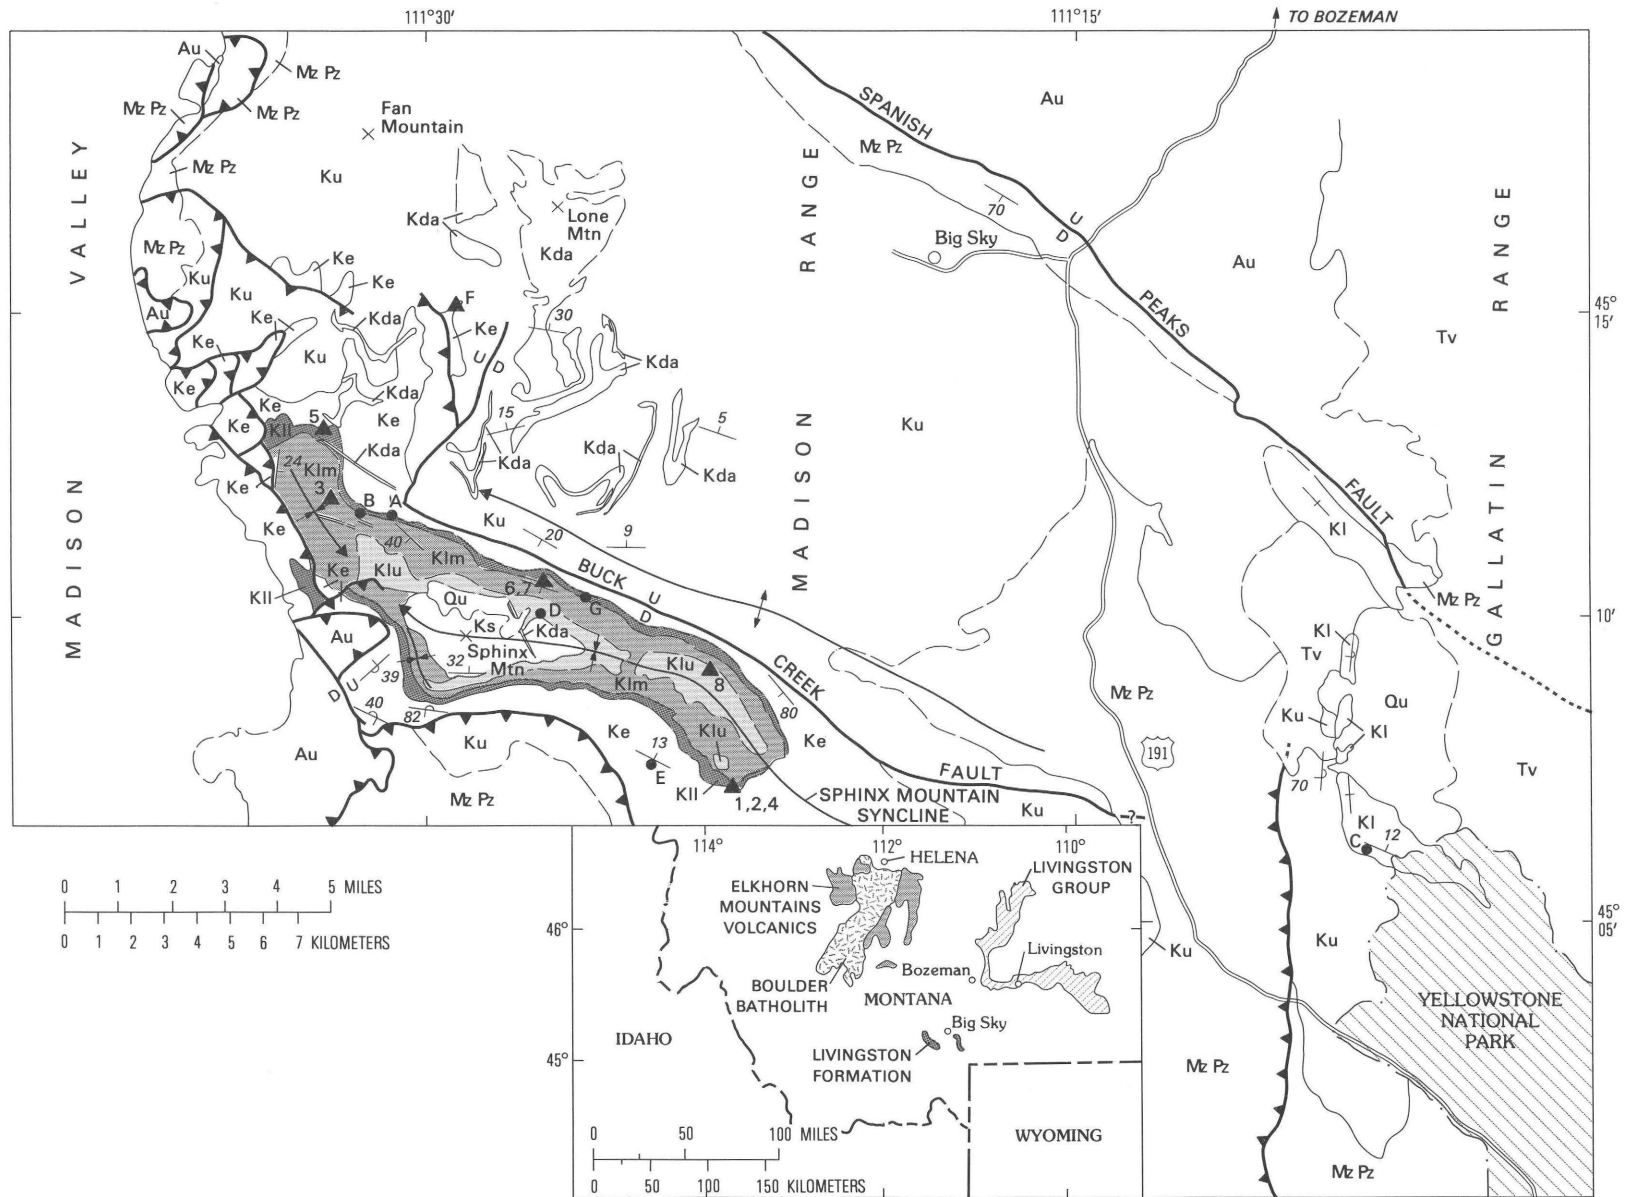 111°30′
111°15′
TO BOZEMAN
Au
Mz Pz
Mz Pz
Mz Pz
Fan
Mountain
SPANISH
Au
Mz Pz
Mz Pz
Ku
VALLEY
RANGE
RANGE
Kda
Lone
Mtn
70
U
D
Big Sky
Mz Pz
Kda
Au
Ke
Ku
Ke
Ku
F
PEAKS
45°
15′
Au
Ke
Kda
30
Ke
Ke
Ku
U
D
Tv
Kda
Ke
Kda
Ke
Ke
5
Kll
Ke
15
5
Ku
Kda
Kda
Kda
Kda
MADISON
24
Klm
3
Ke
B
A
FAULT
Kl
GALLATIN
MADISON
Ke
Ku
20
9
40
Klm
BUCK
Ke
Klu
Kll
6,7
U
D
G
Mz Pz
Qu
D
10′
Au
Ks
Kda
Kl
Tv
Sphinx
Mtn
32
39
Klu
8
CREEK
Klm
D
U
Mz Pz
Qu
40
82
80
Ku
Kl
Au
Ku
Ke
Klu
Ke
13
E
191
FAULT
70
Tv
Mz Pz
Kll
1,2,4
SPHINX MOUNTAIN
SYNCLINE
Ku
?
Kl
C
12
0 1 2 3 4 5 MILES
0 1 2 3 4 5 6 7 KILOMETERS
114°
112°
110°
HELENA
ELKHORN
MOUNTAINS
VOLCANICS
LIVINGSTON
GROUP
46°
Livingston
Bozeman
BOULDER
BATHOLITH
MONTANA
Big Sky
IDAHO
LIVINGSTON
FORMATION
45°
WYOMING
0 50 100 MILES
0 50 100 150 KILOMETERS
45°
05′
Ku
Ku
YELLOWSTONE
NATIONAL
PARK
Mz Pz
Mz Pz